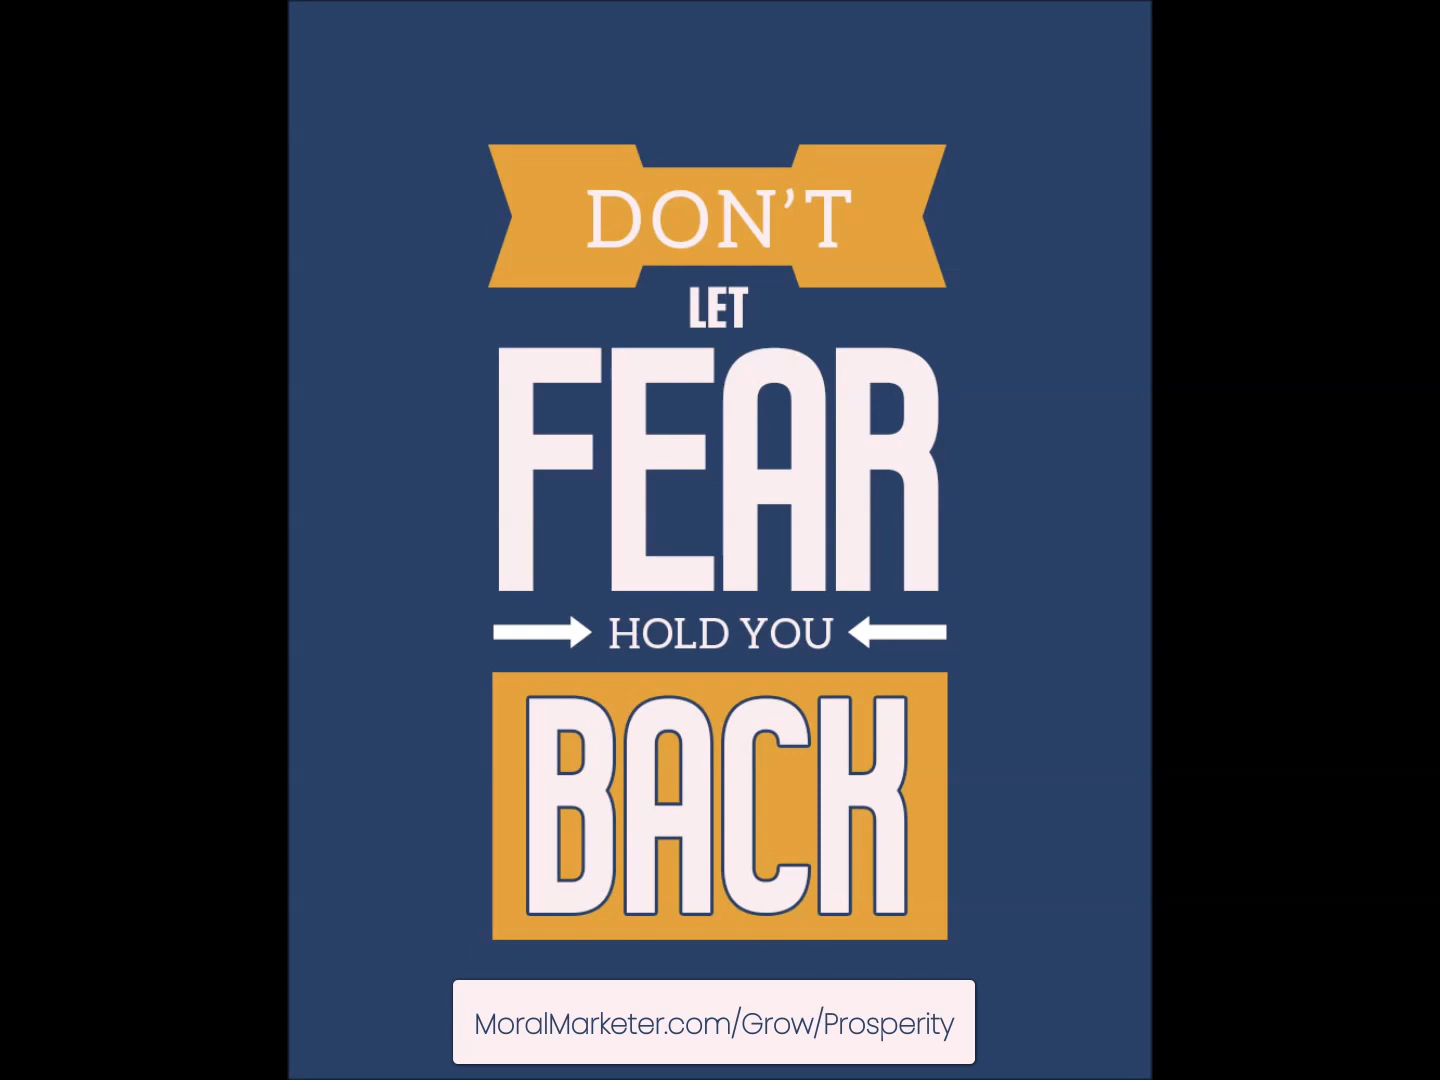 DON’T
LET
FEAR
HOLD YOU
BACK
MoralMarketer.com/Grow/Prosperity